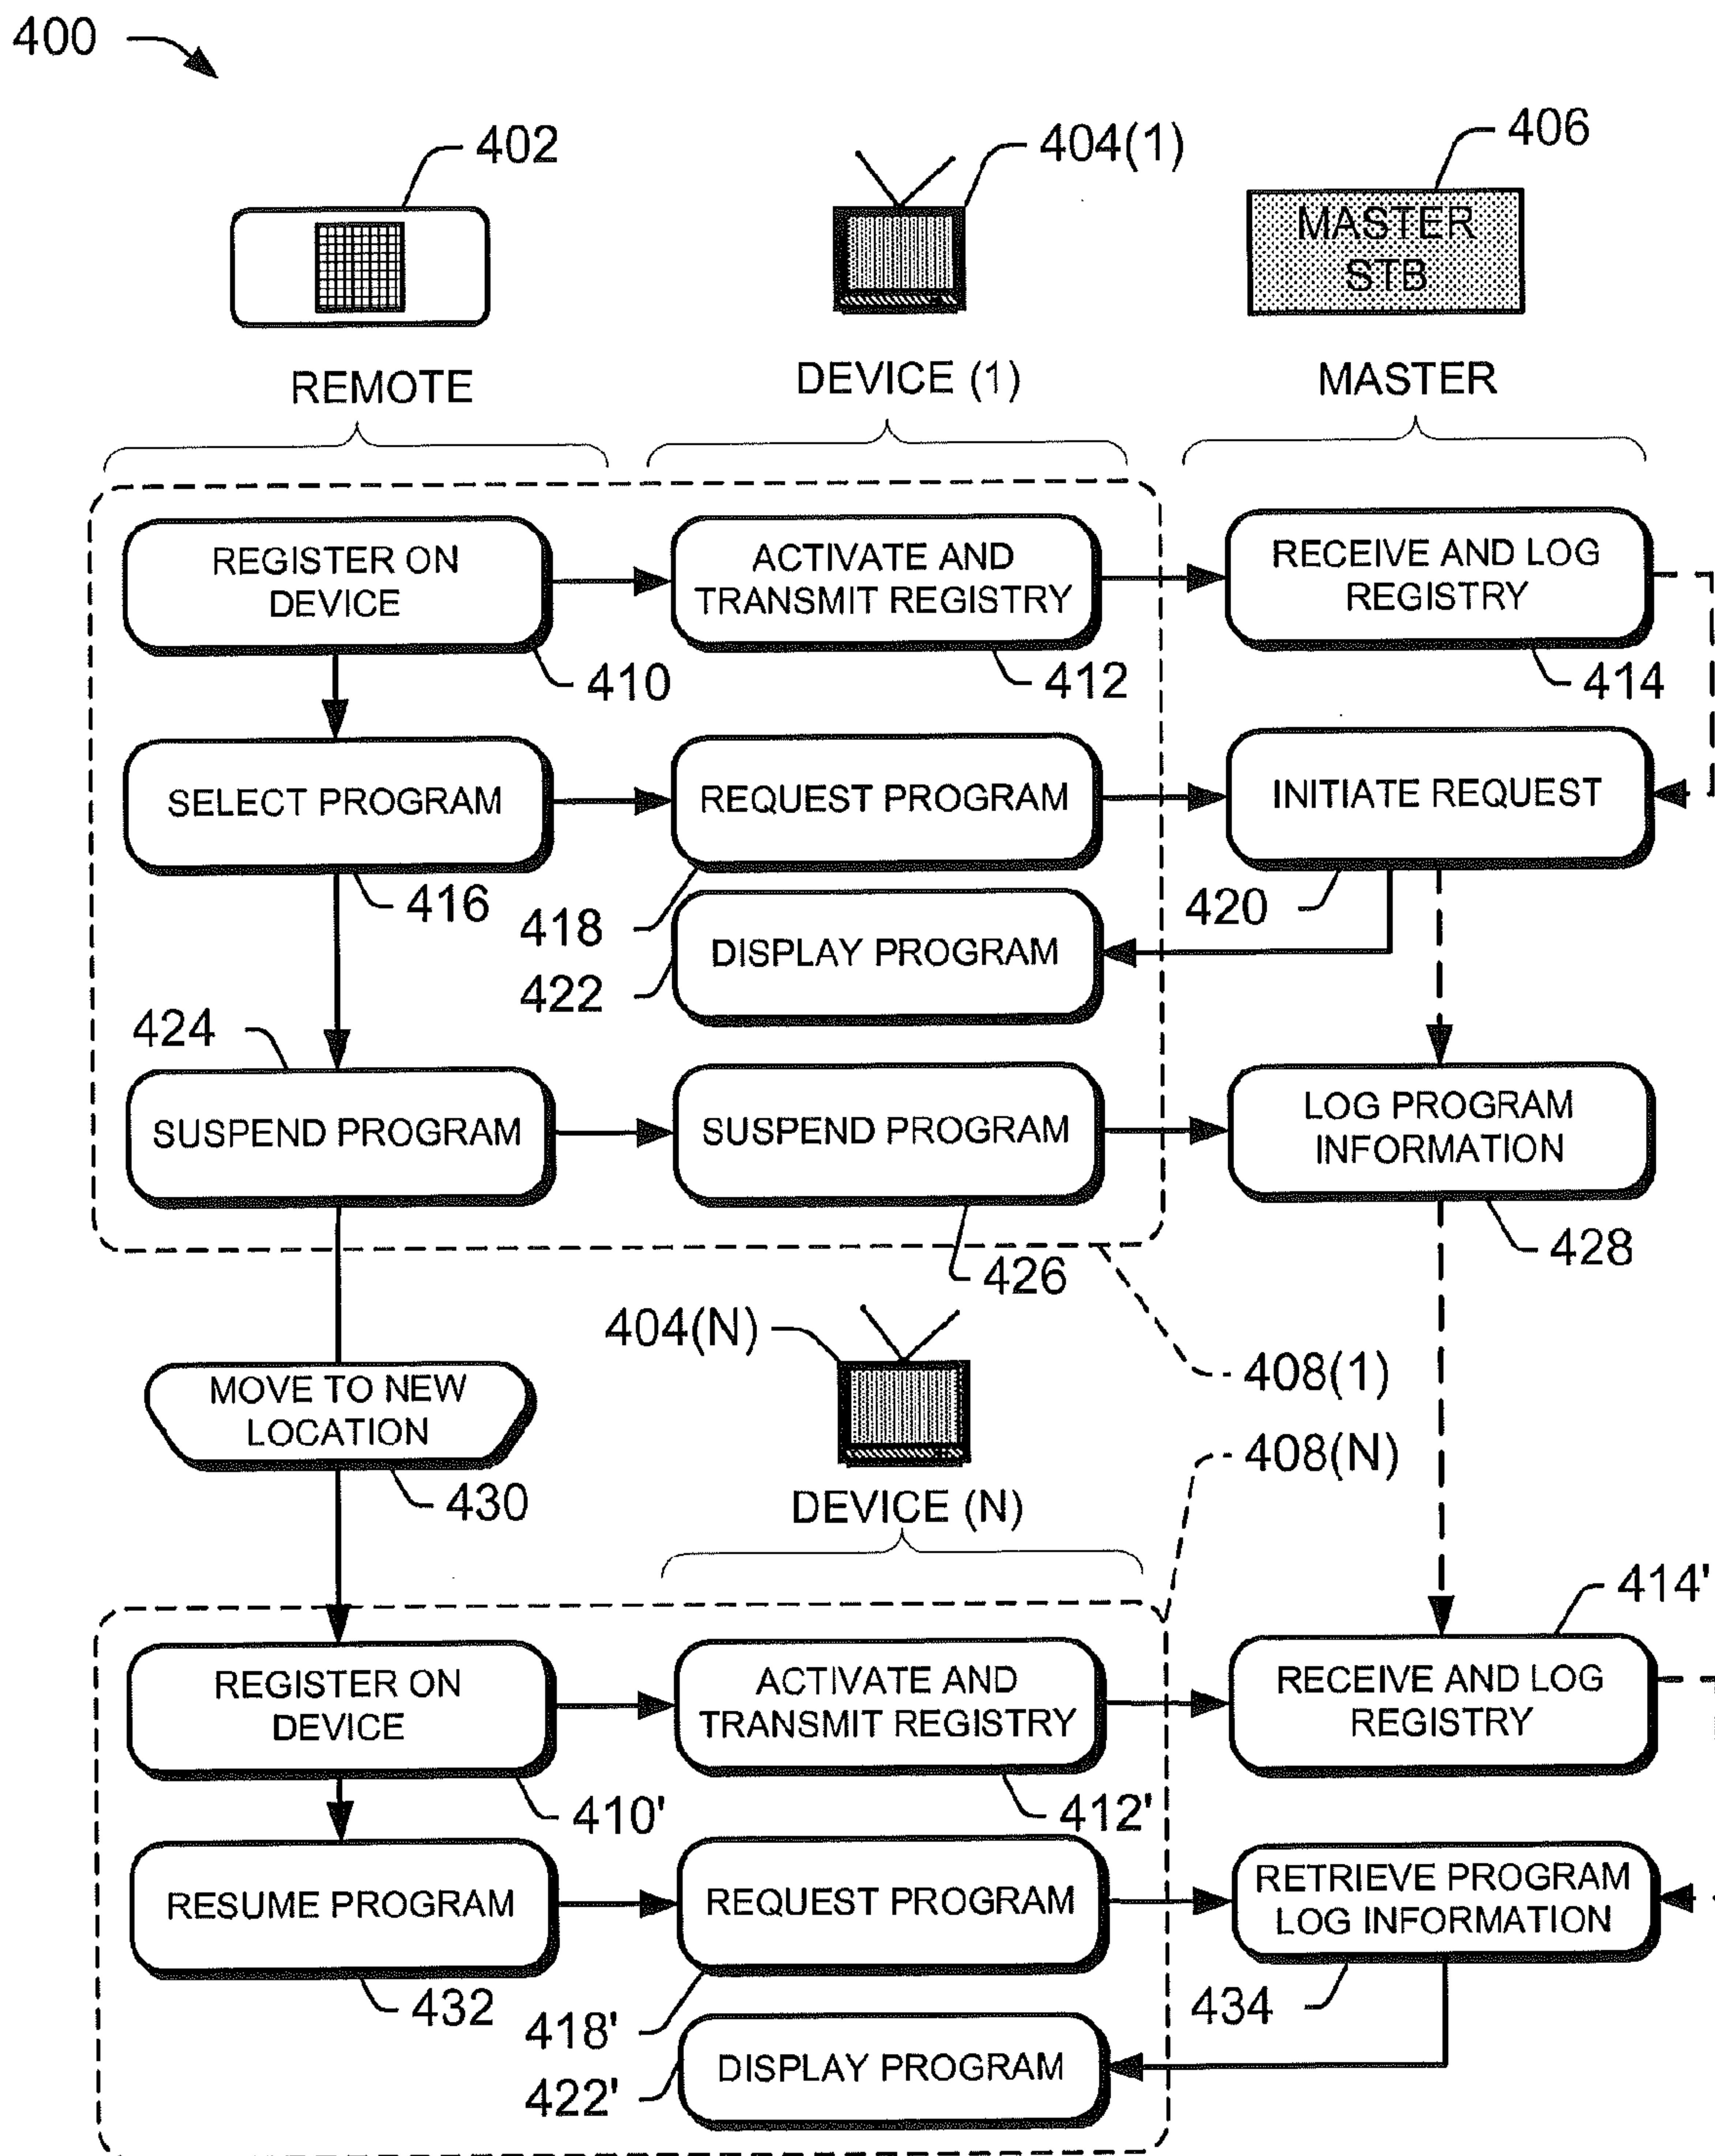 400
402
404(1)
406
MASTER
STB
REMOTE
DEVICE (1)
MASTER
REGISTER ON
DEVICE
ACTIVATE AND
TRANSMIT REGISTRY
RECEIVE AND LOG
REGISTRY
410
412
414
SELECT PROGRAM
REQUEST PROGRAM
INITIATE REQUEST
416
418
420
DISPLAY PROGRAM
422
424
SUSPEND PROGRAM
SUSPEND PROGRAM
LOG PROGRAM
INFORMATION
426
428
404(N)
408(1)
MOVE TO NEW
LOCATION
408(N)
430
DEVICE (N)
414'
REGISTER ON
DEVICE
ACTIVATE AND
TRANSMIT REGISTRY
RECEIVE AND LOG
REGISTRY
410'
412'
RESUME PROGRAM
REQUEST PROGRAM
RETRIEVE PROGRAM
LOG INFORMATION
432
418'
434
DISPLAY PROGRAM
422'